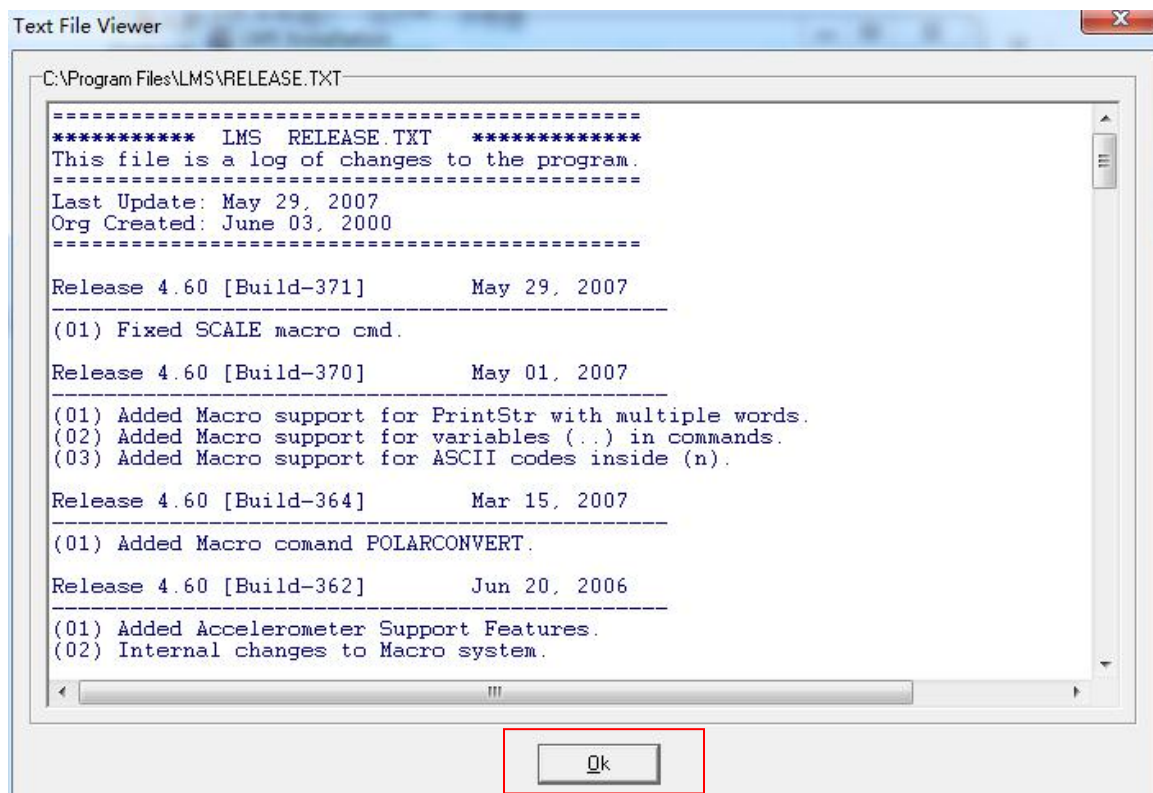 Text File Viewer
C:\Program Files\LMS\RELEASE.TXT
===============================================
*********** LMS RELEASE.TXT *************
This file is a log of changes to the program.
===============================================
Last Update: May 29, 2007
Org Created: June 03, 2000
===============================================
Release 4.60 [Build-371] May 29, 2007
-------------------------------------------------
(01) Fixed SCALE macro cmd.
Release 4.60 [Build-370] May 01, 2007
-------------------------------------------------
(01) Added Macro support for PrintStr with multiple words.
(02) Added Macro support for variables (..) in commands.
(03) Added Macro support for ASCII codes inside (n).
Release 4.60 [Build-364] Mar 15, 2007
-------------------------------------------------
(01) Added Macro comand POLARCONVERT.
Release 4.60 [Build-362] Jun 20, 2006
-------------------------------------------------
(01) Added Accelerometer Support Features.
(02) Internal changes to Macro system.
Ok